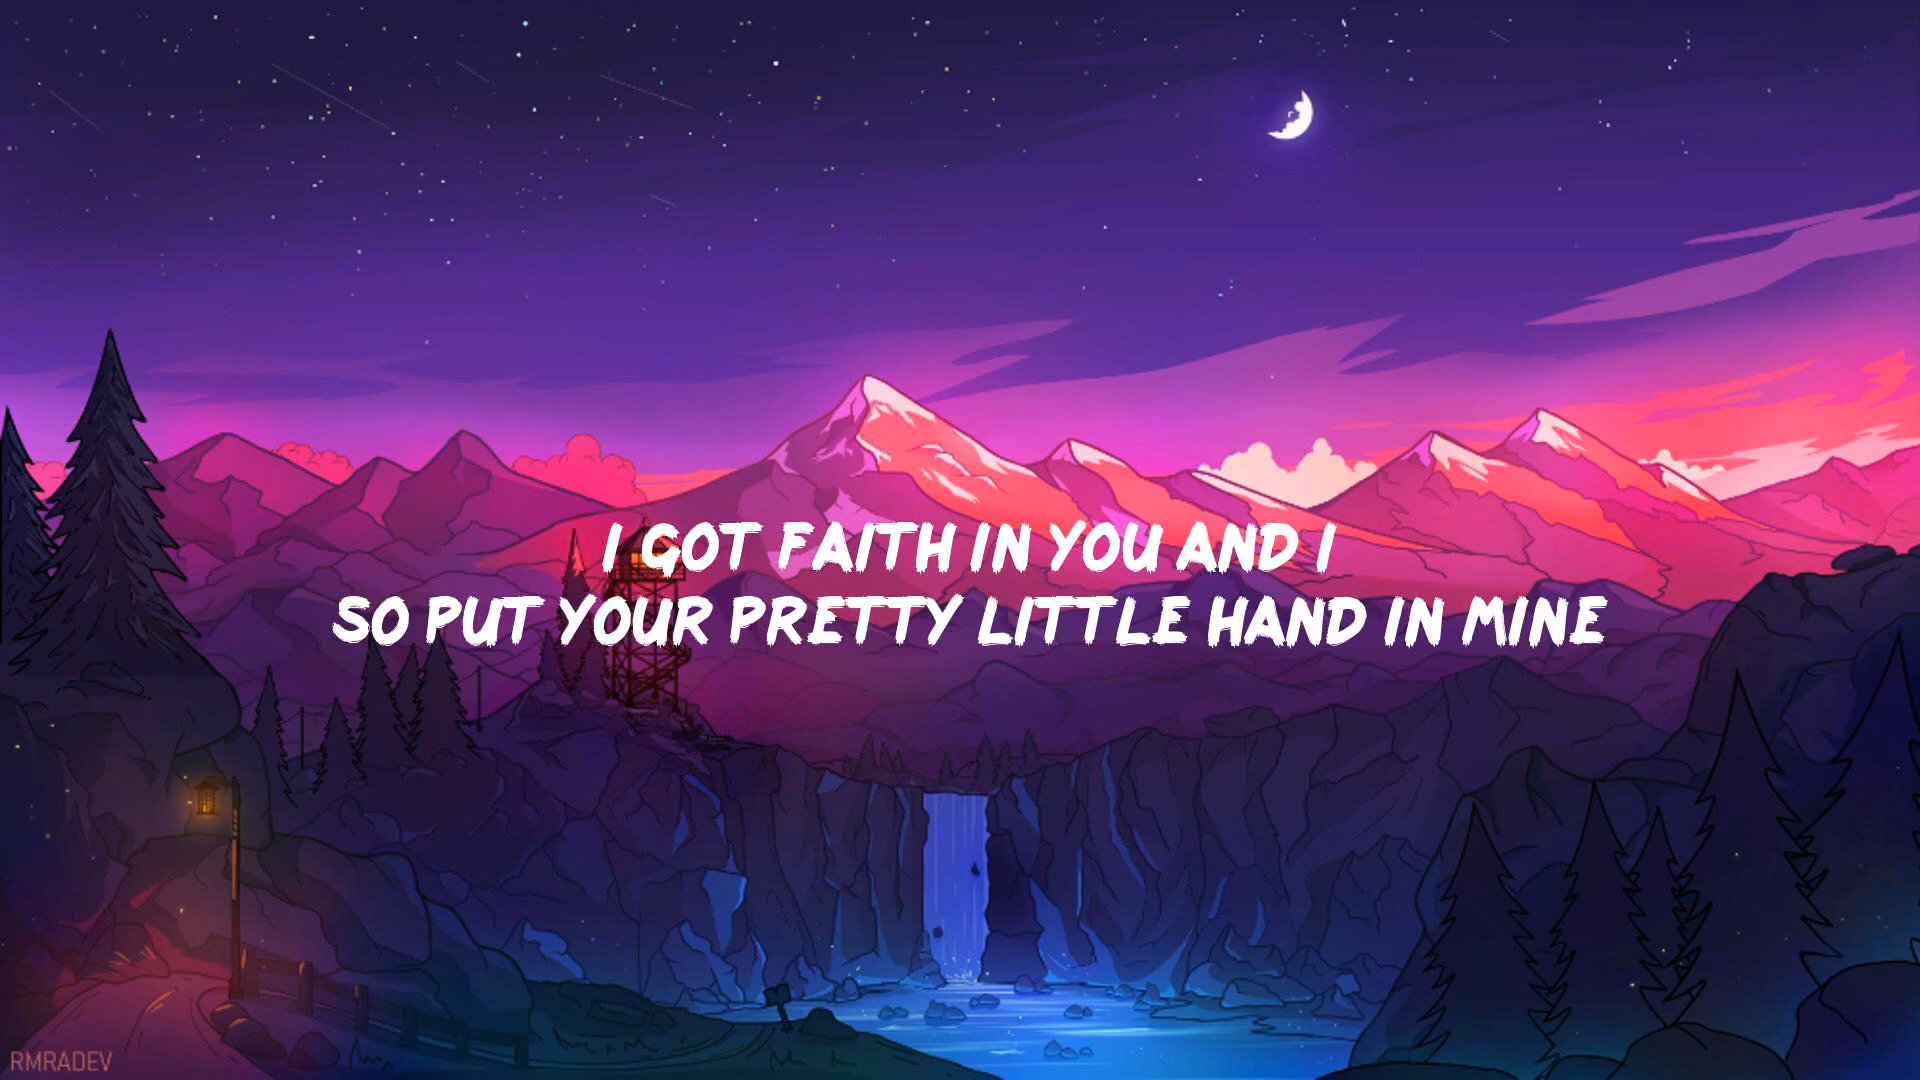 I GOT FAITH IN YOU AND I
SO PUT YOUR PRETTY LITTLE HAND IN MINE
RMRADEV